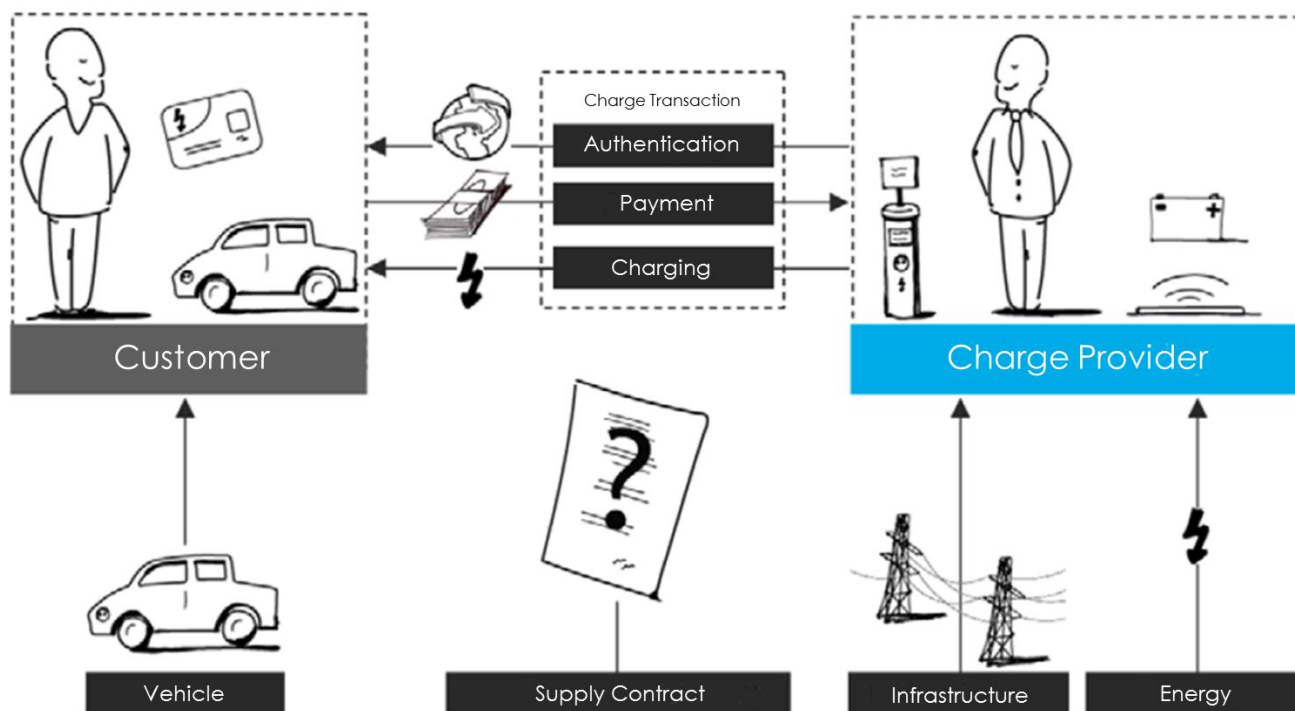 Charge Transaction
Authentication
Payment
Charging
Customer
Charge Provider
?
Vehicle
Supply Contract
Infrastructure
Energy